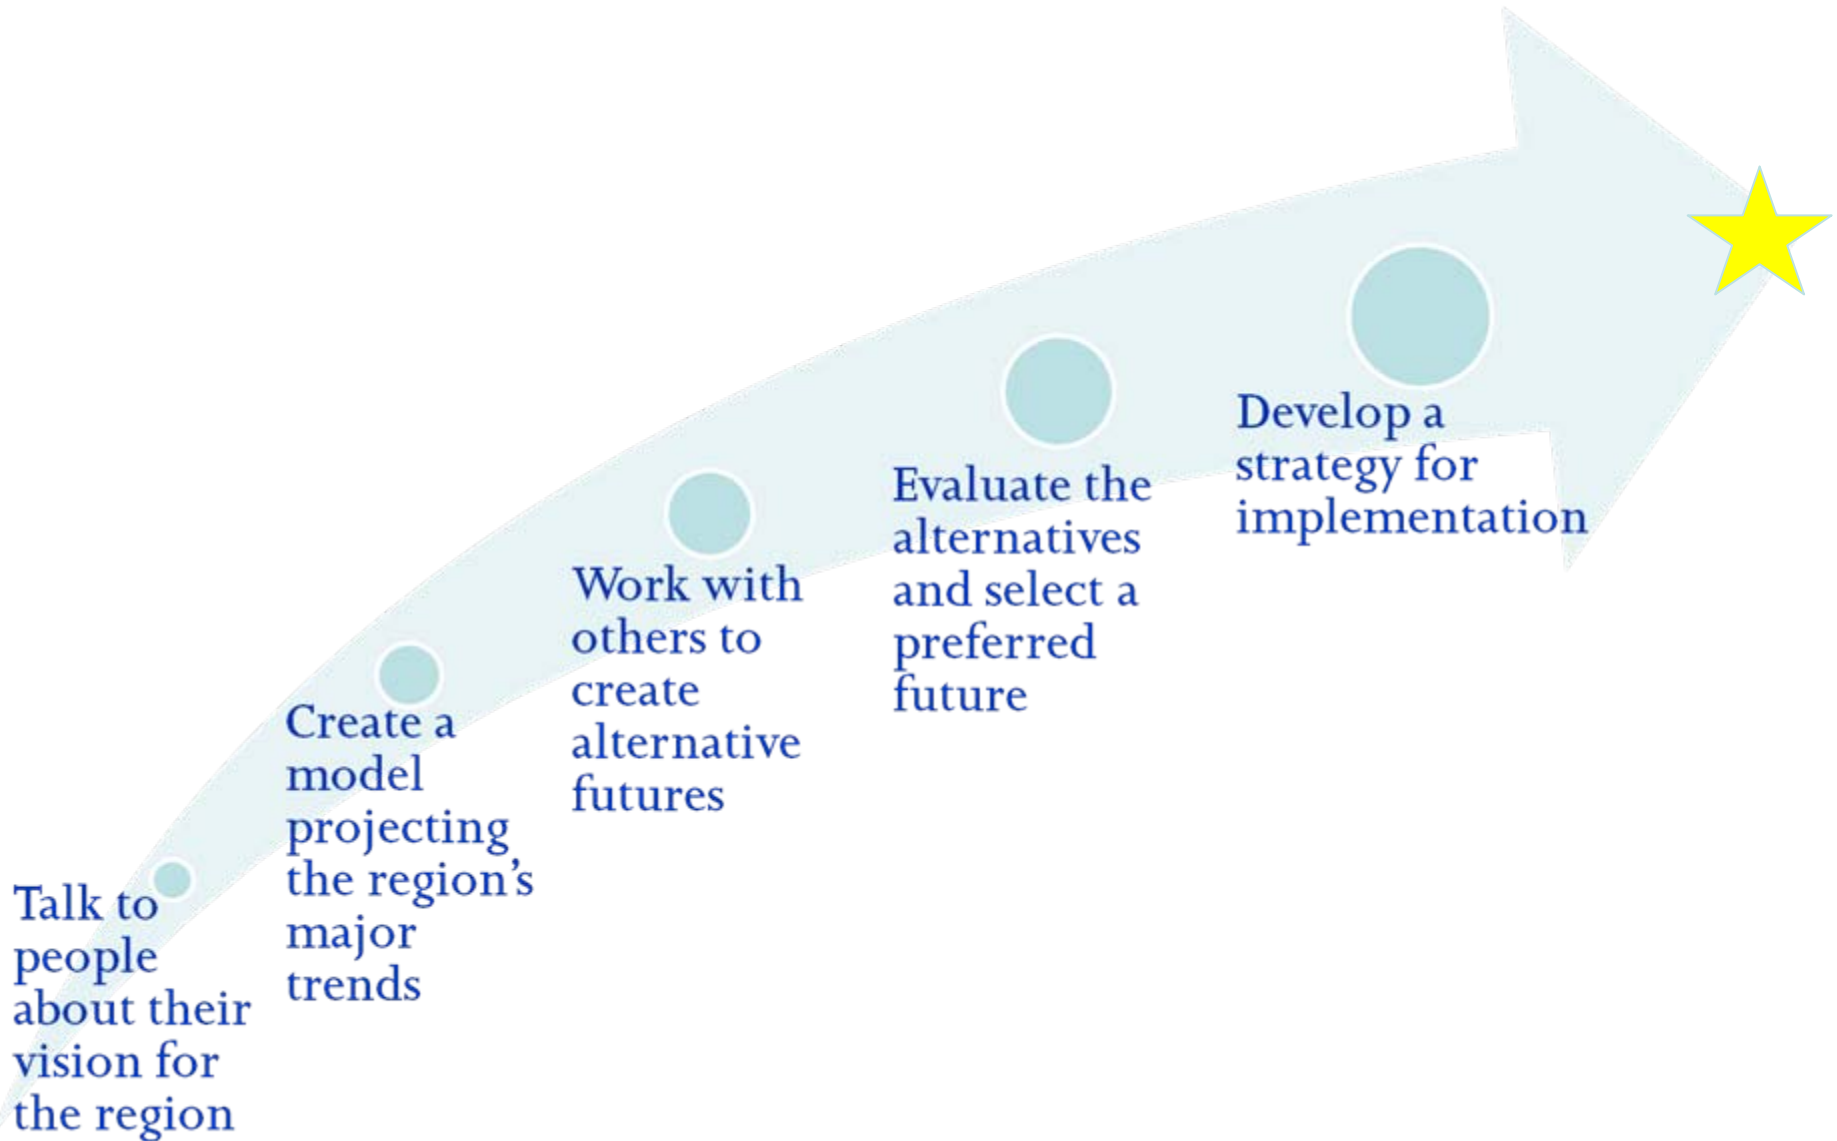 Talk to
people
about their
vision for
the region
Create a
model
projecting
the region’s
major
trends
Work with
others to
create
alternative
futures
Evaluate the
alternatives
and select a
preferred
future
Develop a
strategy for
implementation